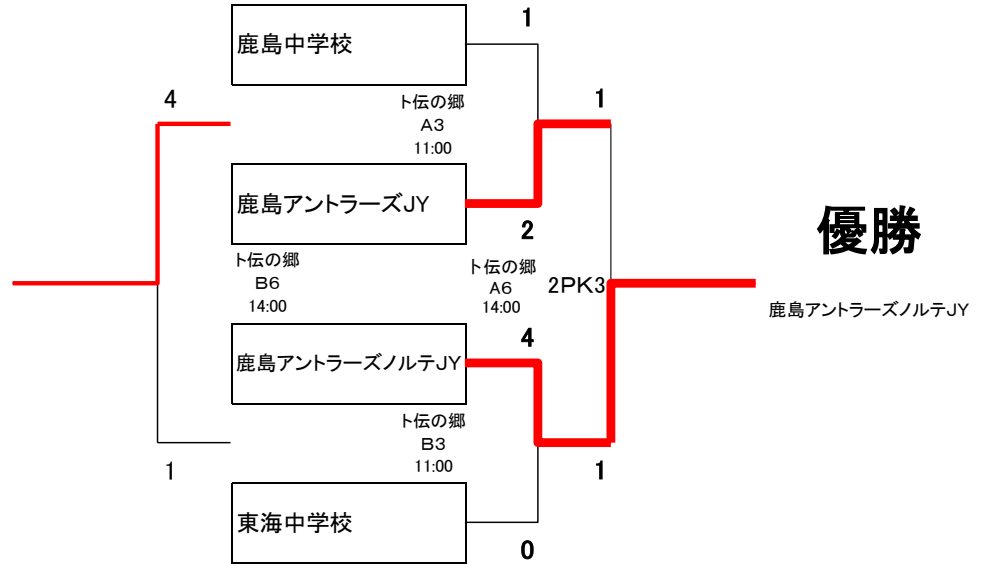 1
鹿島中学校
4
ト伝の郷
A3
11:00
1
鹿島アントラーズJY
2
優勝
ト伝の郷
B6
14:00
ト伝の郷
A6
14:00
2PK3
鹿島アントラーズノルテJY
4
鹿島アントラーズノルテJY
ト伝の郷
B3
11:00
1
1
東海中学校
0